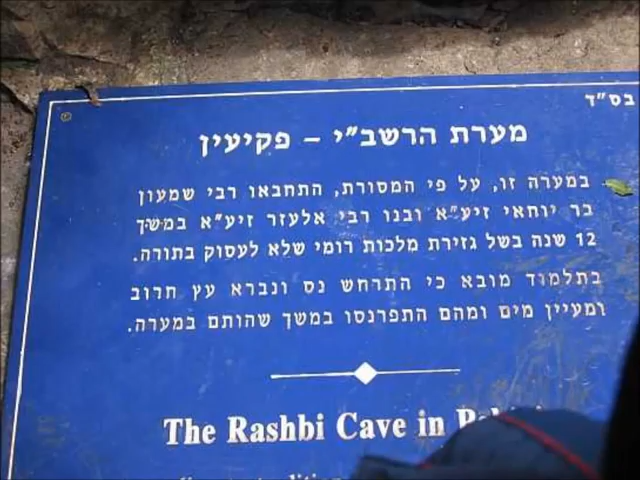 בס"ד
מערת הרשב"י – פקיעין
במערה זו, על פי המסורת, התחבאו רבי שמעון
בר יוחאי זיע"א ובנו רבי אלעזר זיע"א במשך
12 שנה בשל גזירת מלכות רומי שלא לעסוק בתורה.
בתלמוד מובא כי התרחש נס ונברא עץ חרוב
ומעיין מים ומהם התפרנסו במשך שהותם במערה.
The Rashbi Cave in